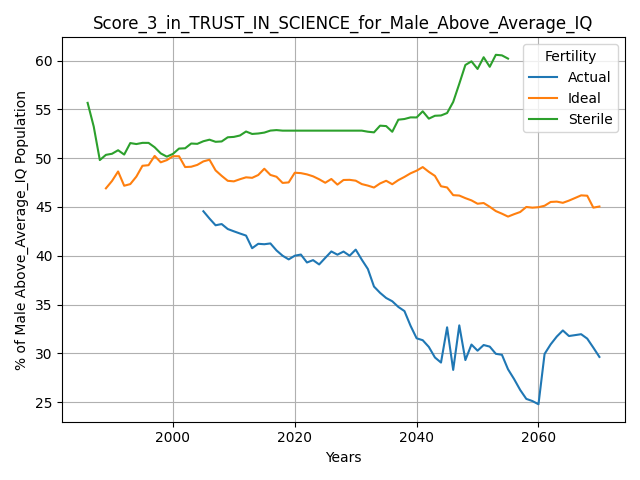 Score_3_in_TRUST_IN_SCIENCE_for_Male_Above_Average_IQ
% of Male Above_Average_IQ Population
60
55
50
45
40
35
30
25
Fertility
Actual
Ideal
Sterile
2000
2020
2040
2060
Years